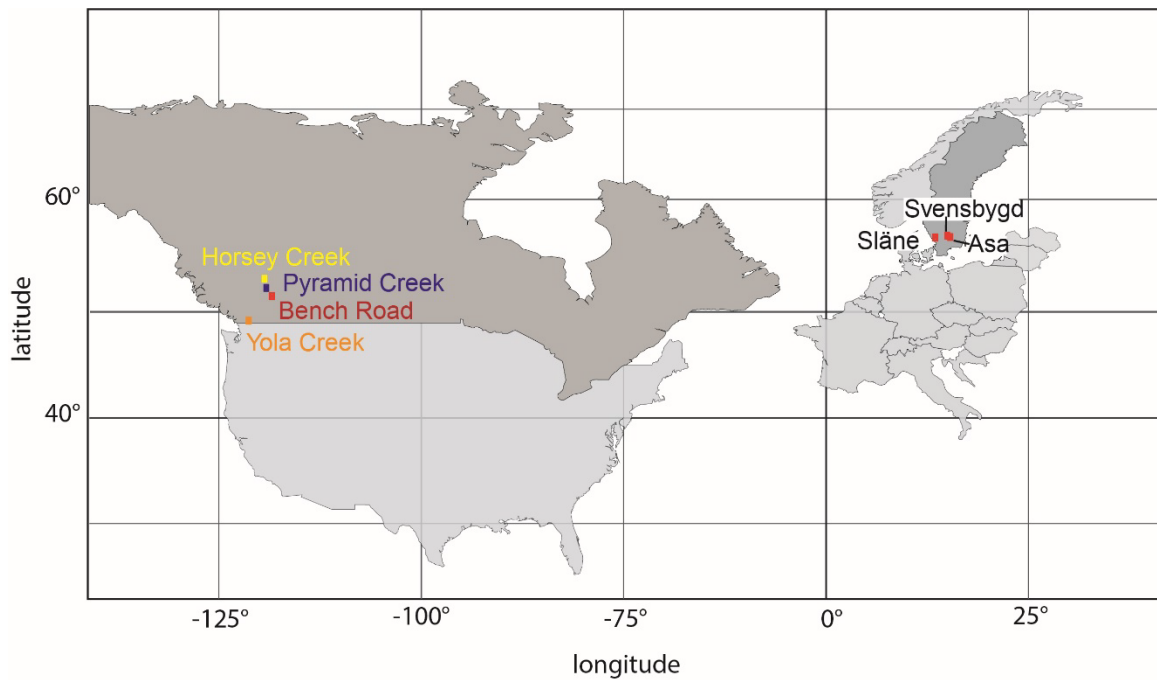 60°
40°
latitude
Horsey Creek
Pyramid Creek
Bench Road
Yola Creek
Svensbygd
Släne
Asa
-125°
-100°
-75°
0°
25°
longitude